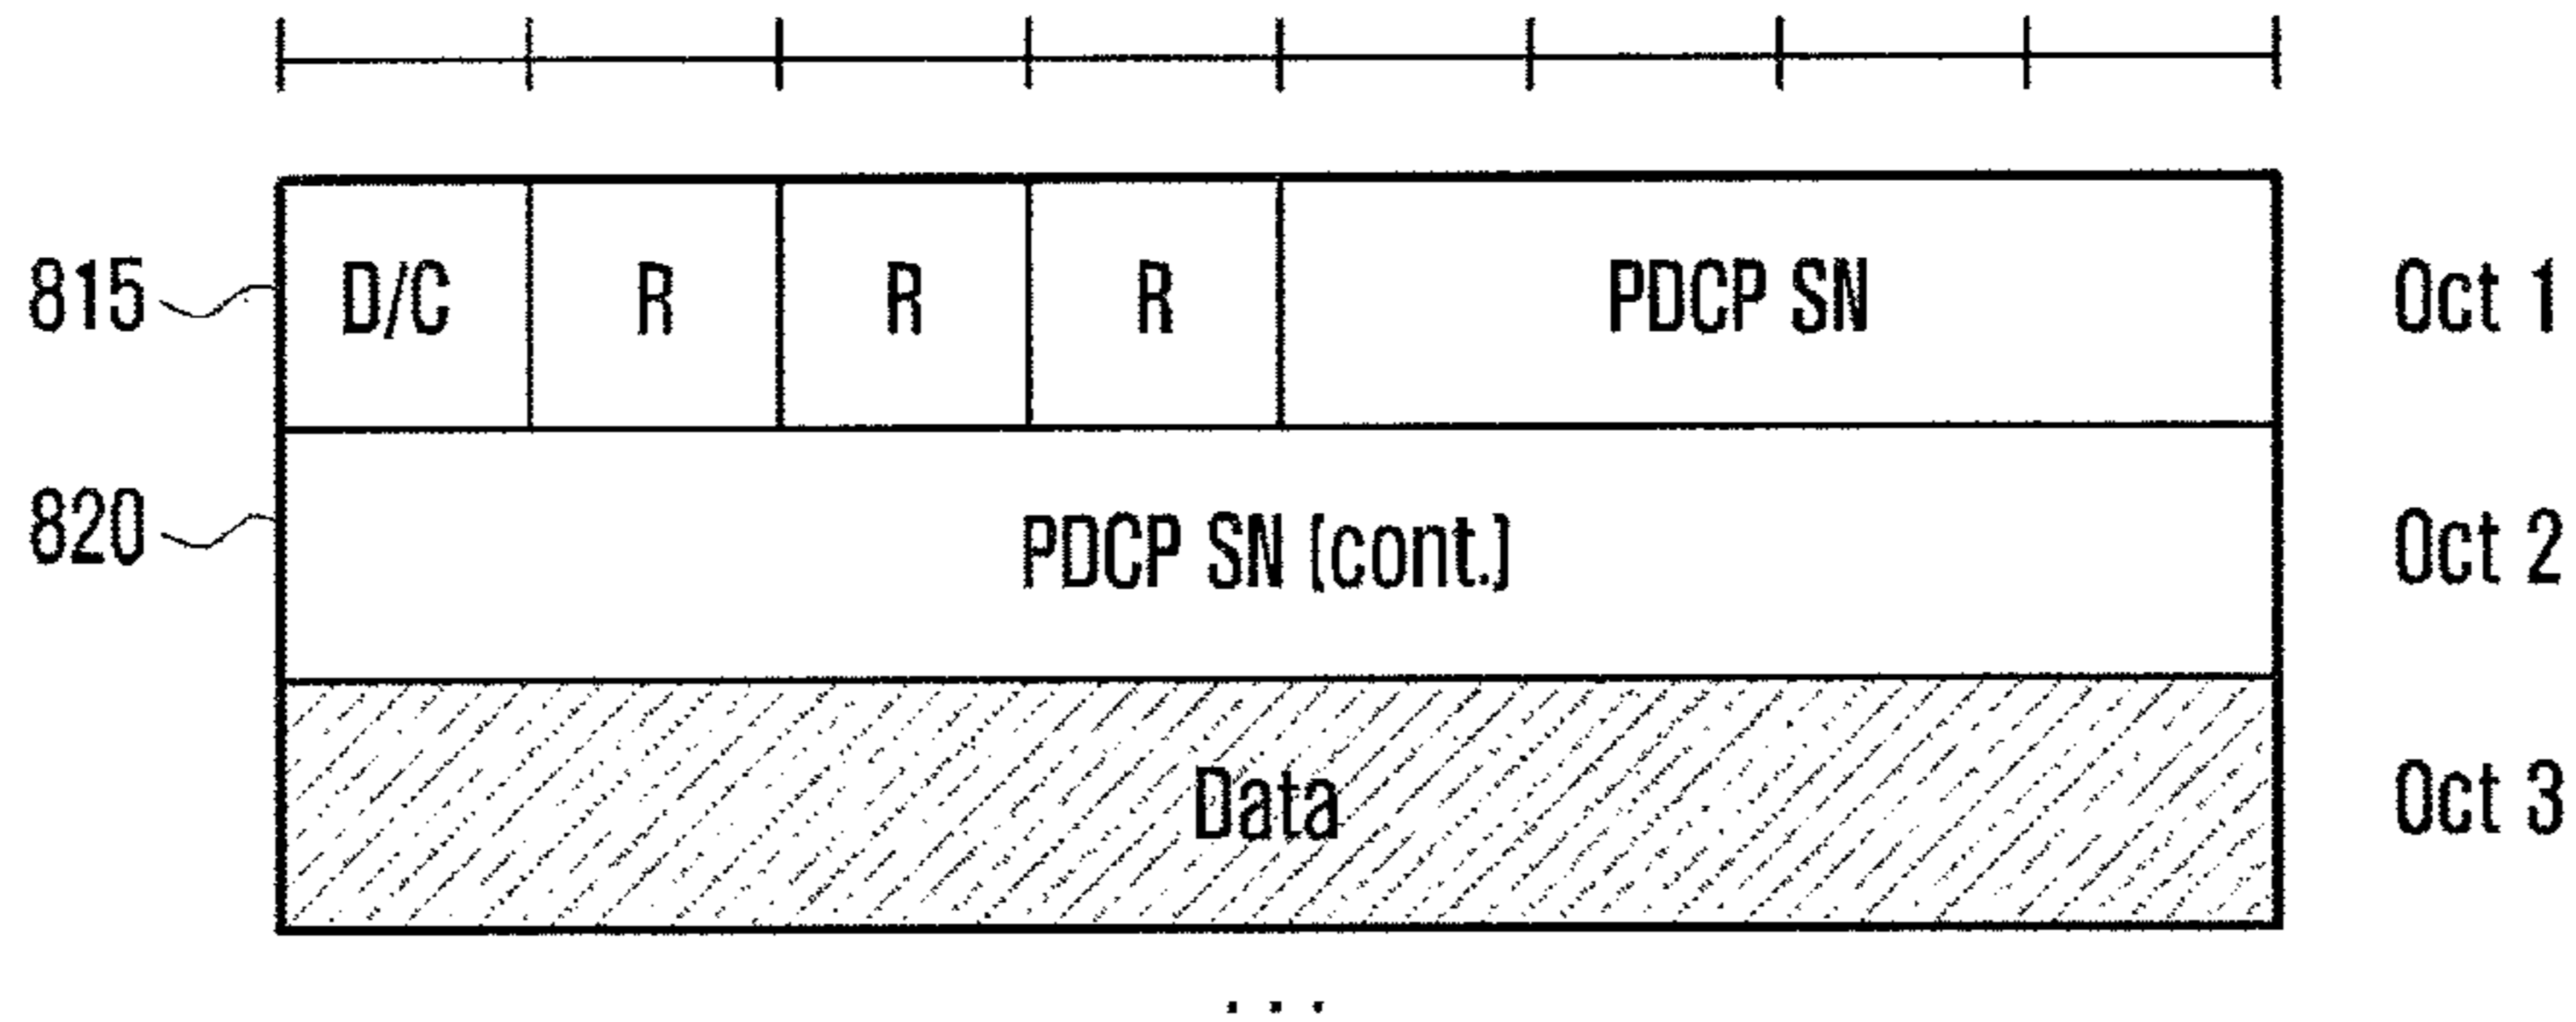 815 D/C R R R PDCP SN Oct 1
820 PDCP SN (cont.) Oct 2
Data Oct 3
...